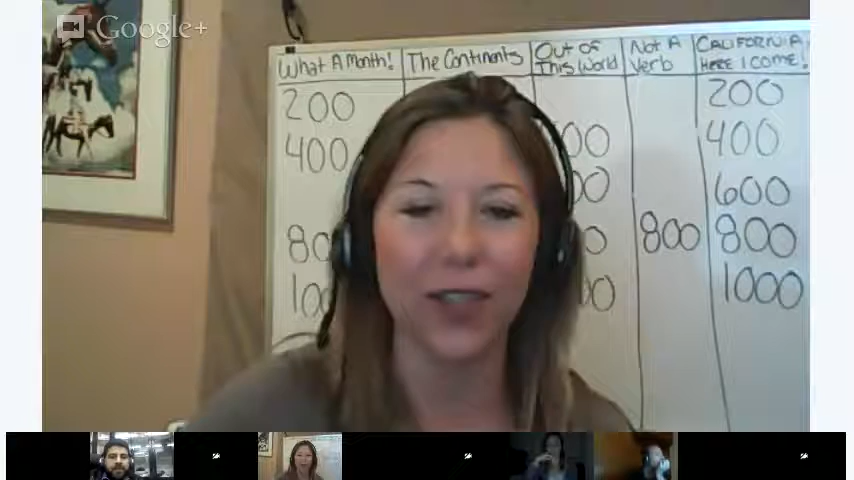 Google+
What A Month!
The Continents
Out Of
This World
Not A
Verb
CALIFORNIA
HERE I COME!
200
200
400
400
600
800
800
1000